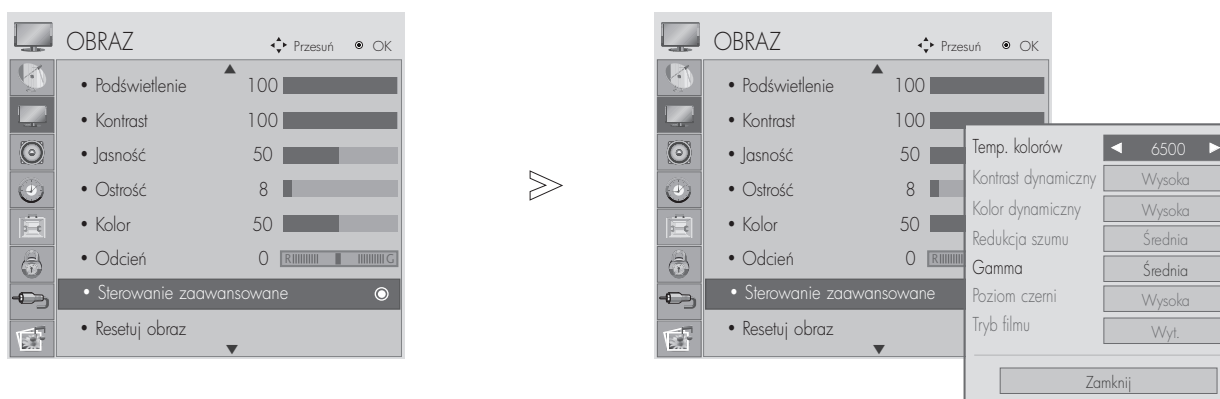 OBRAZ
Przesuń OK
• Podświetlenie 100
• Kontrast 100
• Jasność 50
• Ostrość 8
• Kolor 50
• Odcień 0 R G
• Sterowanie zaawansowane
• Resetuj obraz
OBRAZ
Przesuń OK
• Podświetlenie 100
• Kontrast 100
• Jasność 50
• Ostrość 8
• Kolor 50
• Odcień 0 R
• Sterowanie zaawansowane
• Resetuj obraz
Temp. kolorów ◄ 6500 ►
Kontrast dynamiczny Wysoka
Kolor dynamiczny Wysoka
Redukcja szumu Średnia
Gamma Średnia
Poziom czerni Wysoka
Tryb filmu Wyt.
Zamknij